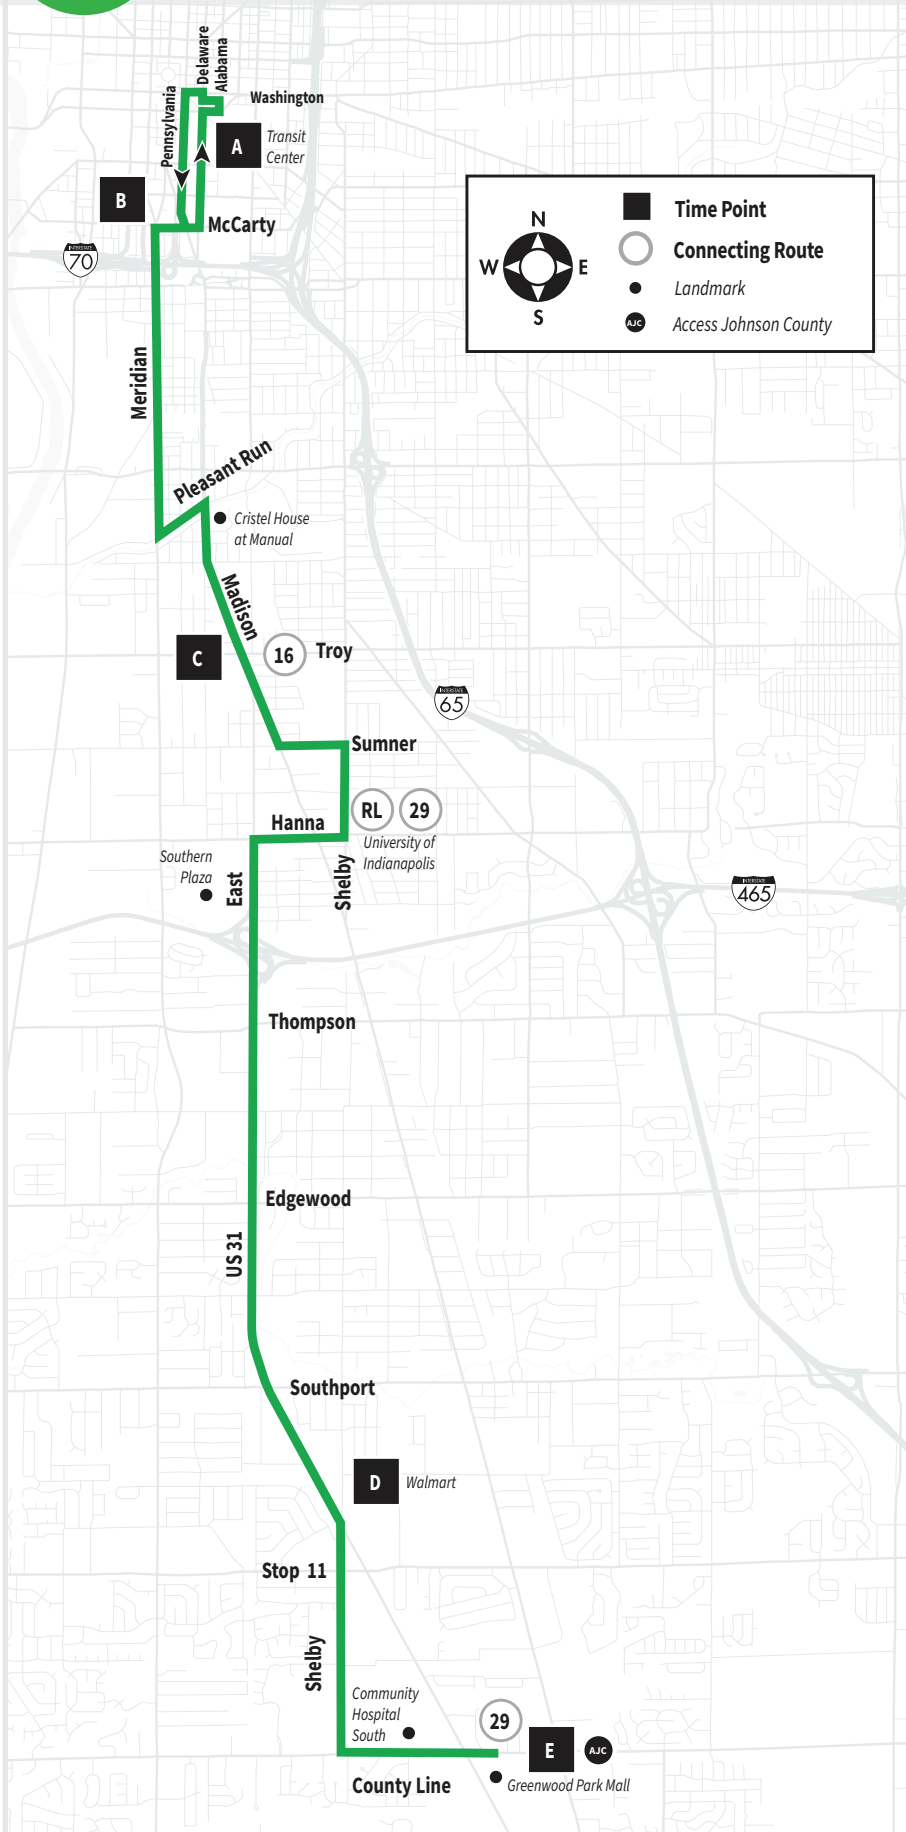 Delaware
Alabama
Pennsylvania
Washington
A
Transit
Center
B
McCarty
INTERSTATE
70
N
W
E
S
Time Point
Connecting Route
Landmark
AJC
Access Johnson County
Meridian
Pleasant Run
Cristel House
at Manual
Madison
C
16
Troy
INTERSTATE
65
Sumner
RL
29
Hanna
University of
Indianapolis
Southern
Plaza
East
Shelby
INTERSTATE
465
Thompson
Edgewood
US 31
Southport
D
Walmart
Stop 11
Shelby
Community
Hospital
South
29
E
AJC
County Line
Greenwood Park Mall